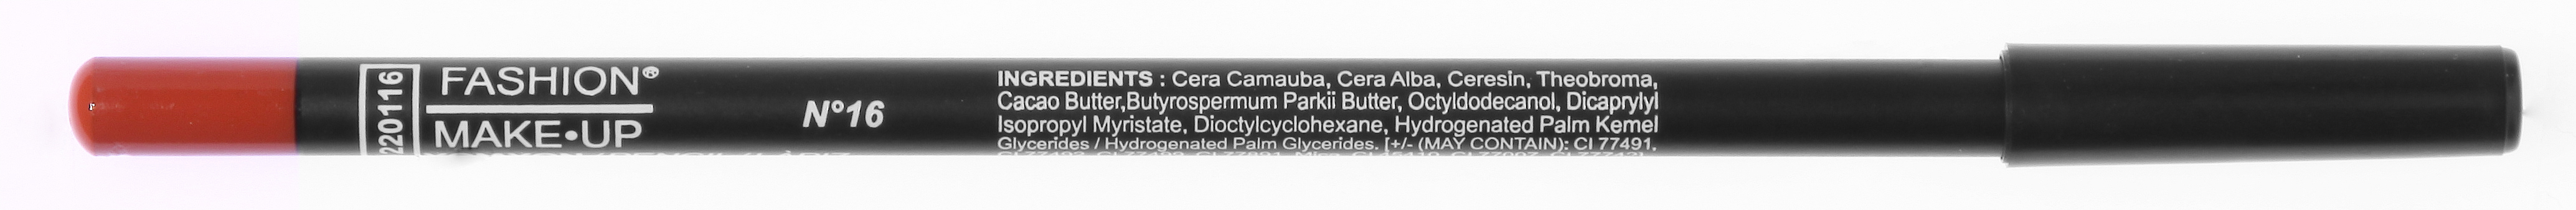 220116
FASHION®
MAKE•UP
N°16
INGREDIENTS : Cera Camauba, Cera Alba, Ceresin, Theobroma,
Cacao Butter,Butyrospermum Parkii Butter, Octyldodecanol, Dicaprylyl
Isopropyl Myristate, Dioctylcyclohexane, Hydrogenated Palm Kemel
Glycerides / Hydrogenated Palm Glycerides. [+/- (MAY CONTAIN): CI 77491,